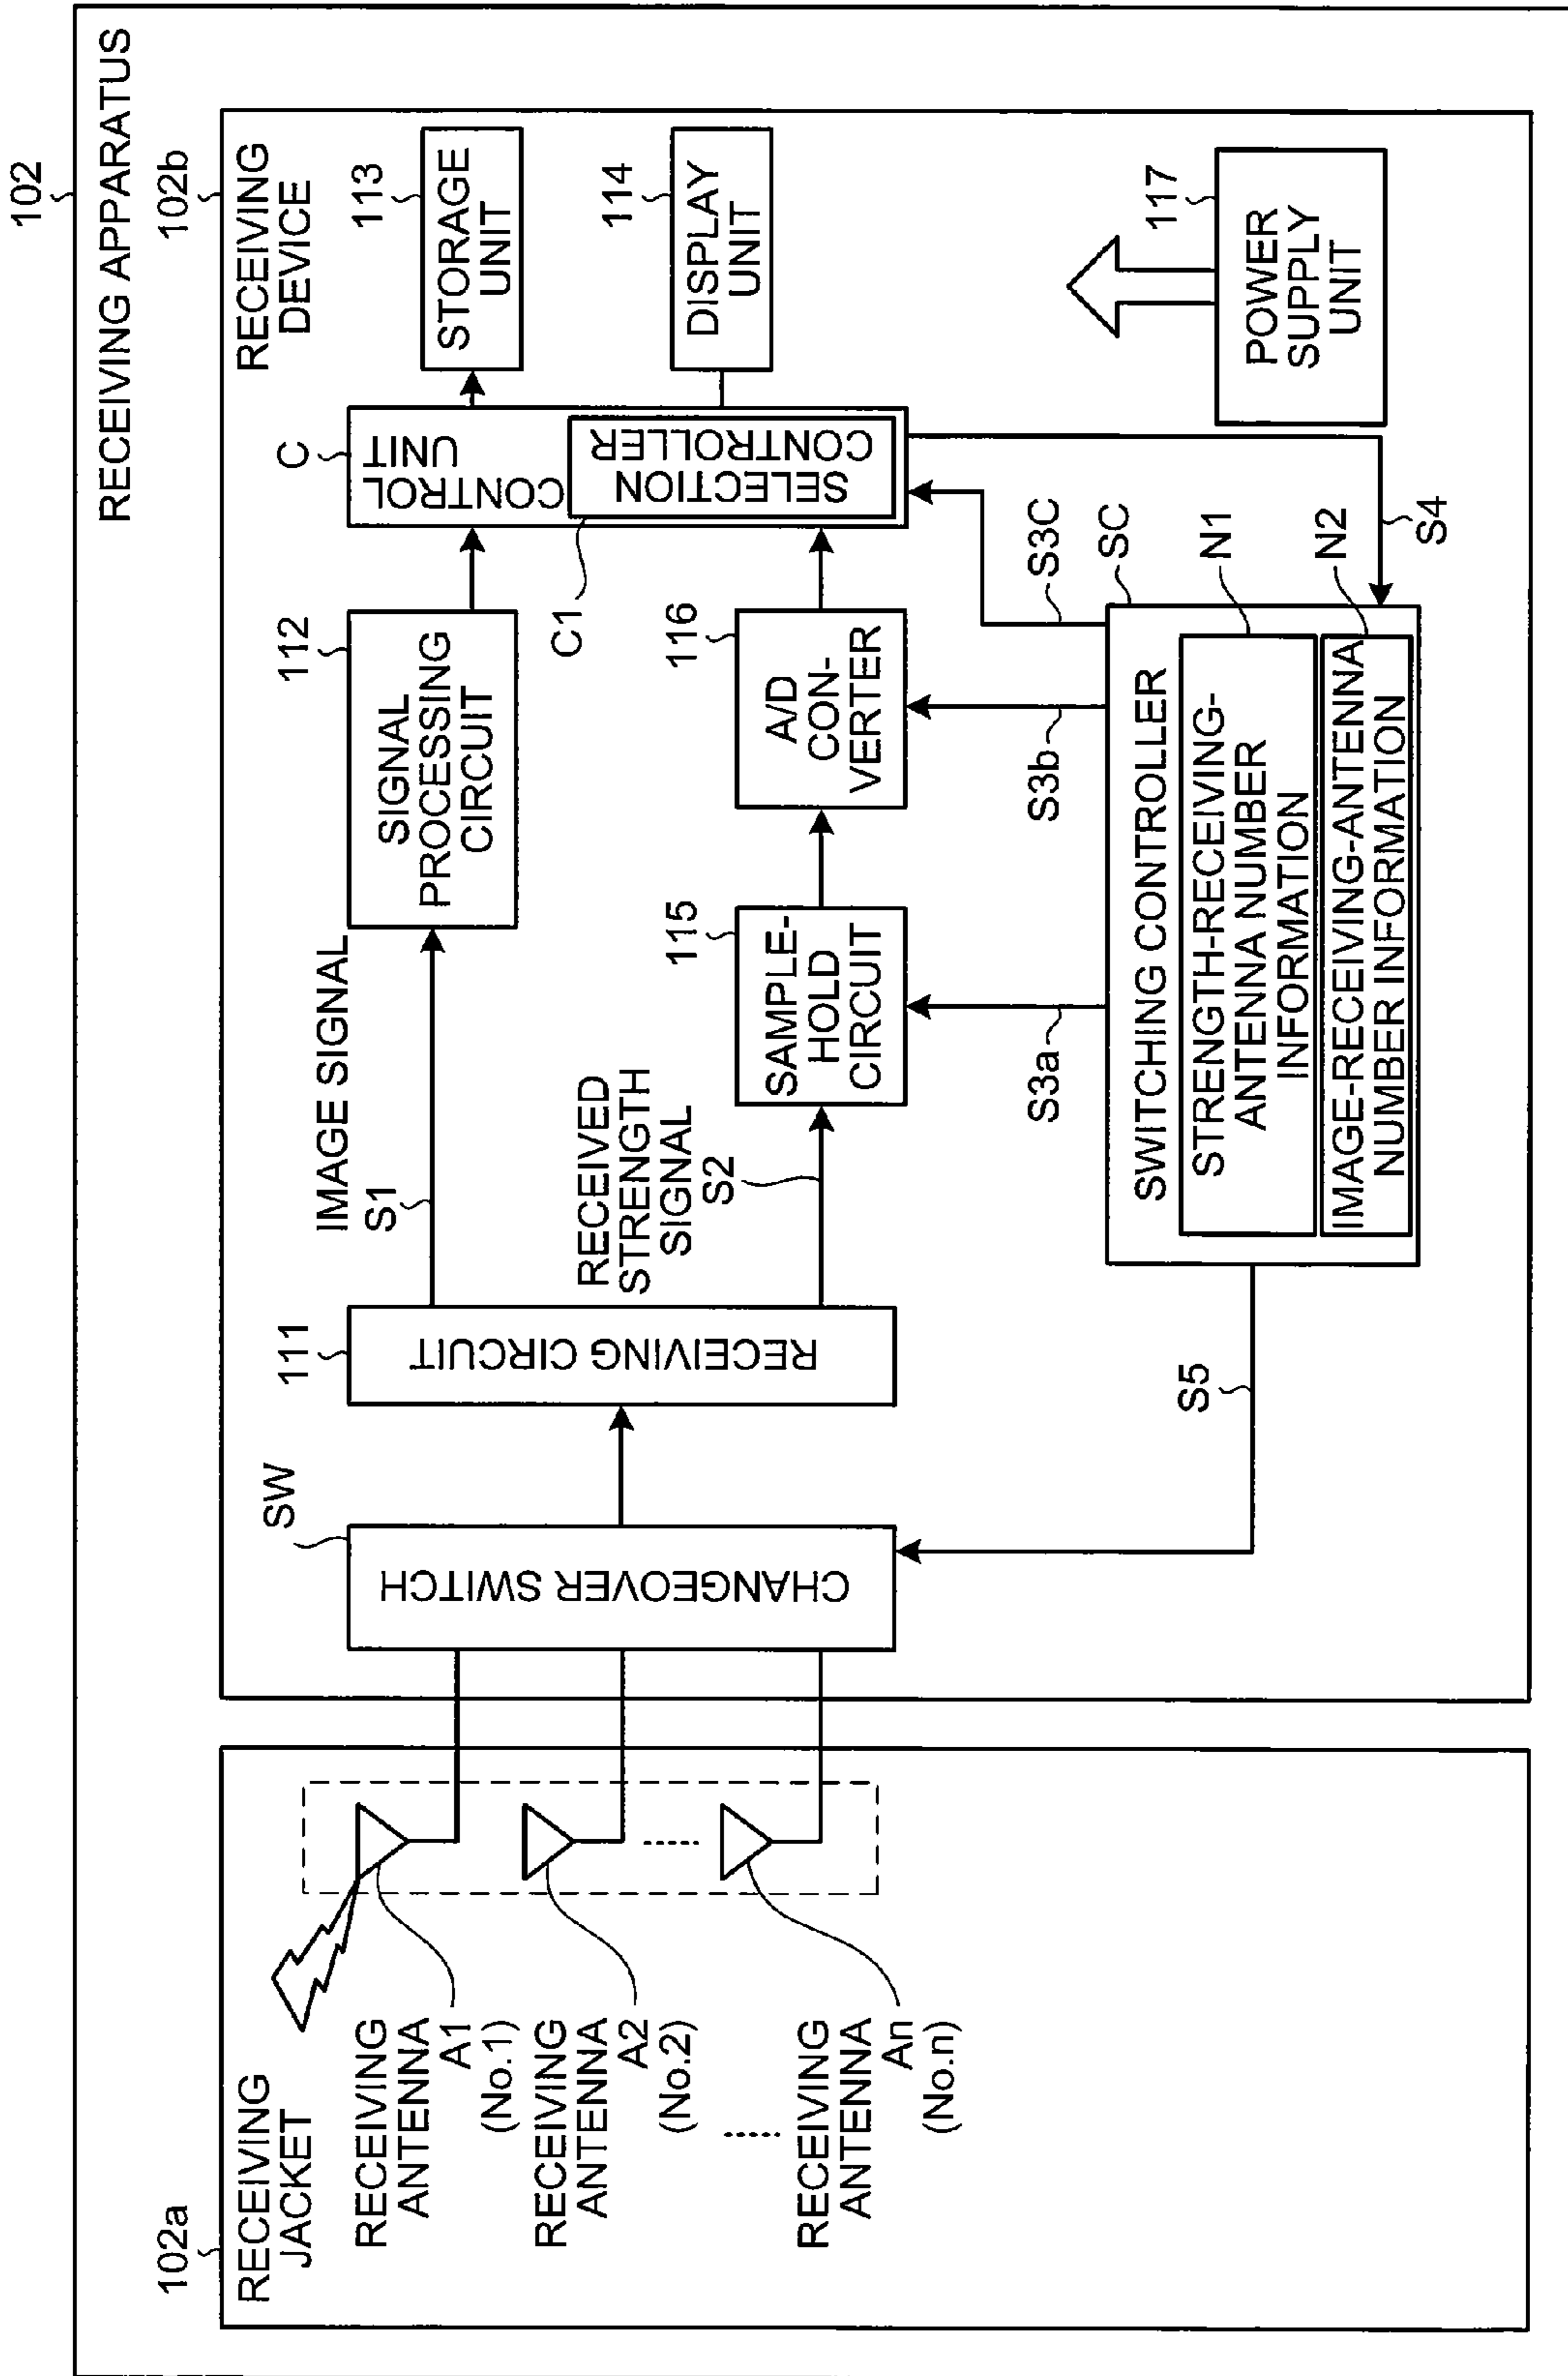 102
RECEIVING APPARATUS
102a
RECEIVING
JACKET
RECEIVING
ANTENNA
A1
(No.1)
RECEIVING
ANTENNA
A2
(No.2)
RECEIVING
ANTENNA
An
(No.n)
102b
RECEIVING
DEVICE
SW
CHANGEOVER SWITCH
111
RECEIVING CIRCUIT
IMAGE SIGNAL
S1
RECEIVED
STRENGTH
SIGNAL
S2
112
SIGNAL
PROCESSING
CIRCUIT
115
SAMPLE-
HOLD
CIRCUIT
116
A/D
CON-
VERTER
C
CONTROL
UNIT
C1
SELECTION
CONTROLLER
113
STORAGE
UNIT
114
DISPLAY
UNIT
S5
S3a
S3b
S3C
SC
SWITCHING CONTROLLER
N1
STRENGTH-RECEIVING-
ANTENNA NUMBER
INFORMATION
N2
IMAGE-RECEIVING-ANTENNA
NUMBER INFORMATION
S4
117
POWER
SUPPLY
UNIT